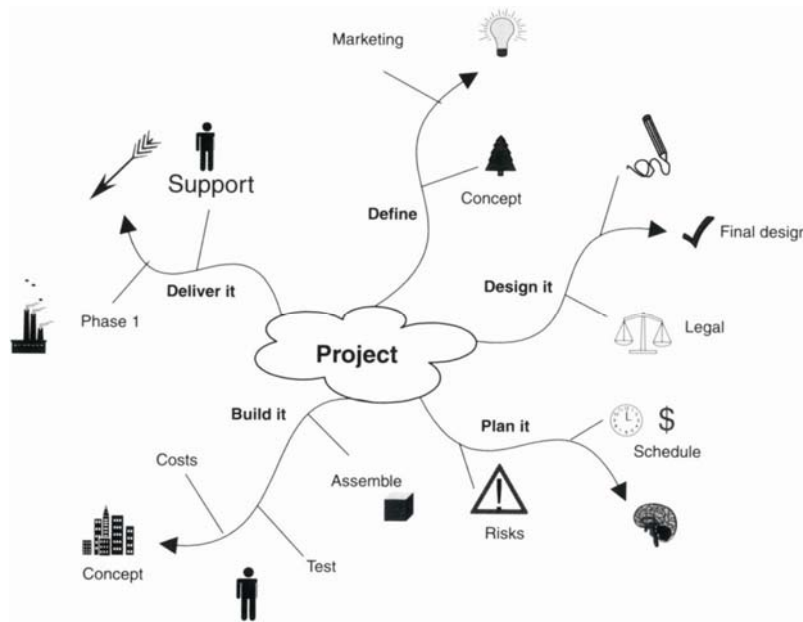 Marketing
Concept
Define
Support
Deliver it
Phase 1
Final design
Design it
Legal
Project
Plan it
$
Schedule
Risks
Build it
Costs
Assemble
Test
Concept